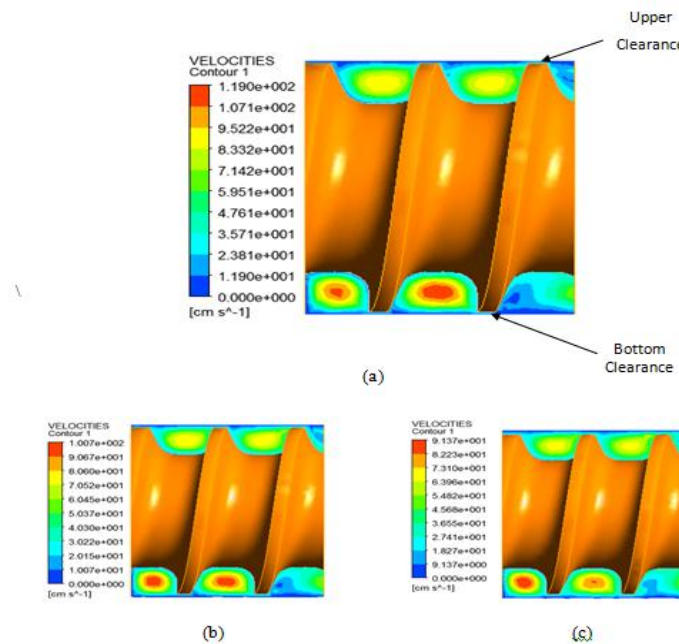 Upper
Clearance
VELOCITIES
Contour 1
1.190e+002
1.071e+002
9.522e+001
8.332e+001
7.142e+001
5.951e+001
4.761e+001
3.571e+001
2.381e+001
1.190e+001
0.000e+000
[cm s^-1]
\
Bottom
Clearance
(a)
VELOCITIES
Contour 1
1.007e+002
9.067e+001
8.060e+001
7.052e+001
6.045e+001
5.037e+001
4.030e+001
3.022e+001
2.015e+001
1.007e+001
0.000e+000
[cm s^-1]
(b)
VELOCITIES
Contour 1
9.137e+001
8.223e+001
7.310e+001
6.396e+001
5.482e+001
4.568e+001
3.655e+001
2.741e+001
1.827e+001
9.137e+000
0.000e+000
[cm s^-1]
(c)